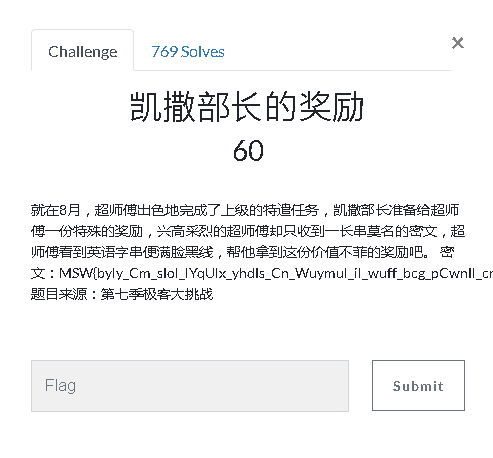 Challenge
769 Solves
×
凯撒部长的奖励
60
就在8月，超师傅出色地完成了上级的特遣任务，凯撒部长准备给超师
傅一份特殊的奖励，兴高采烈的超师傅却只收到一长串莫名的密文，超
师傅看到英语字串便满脸黑线，帮他拿到这份价值不菲的奖励吧。 密
文：MSW{byly_Cm_sIol_lYqUlx_yhdIs_Cn_Wuymul_il_wuff_bcg_pCwnIl_cn
题目来源：第七季极客大挑战
Flag
Submit